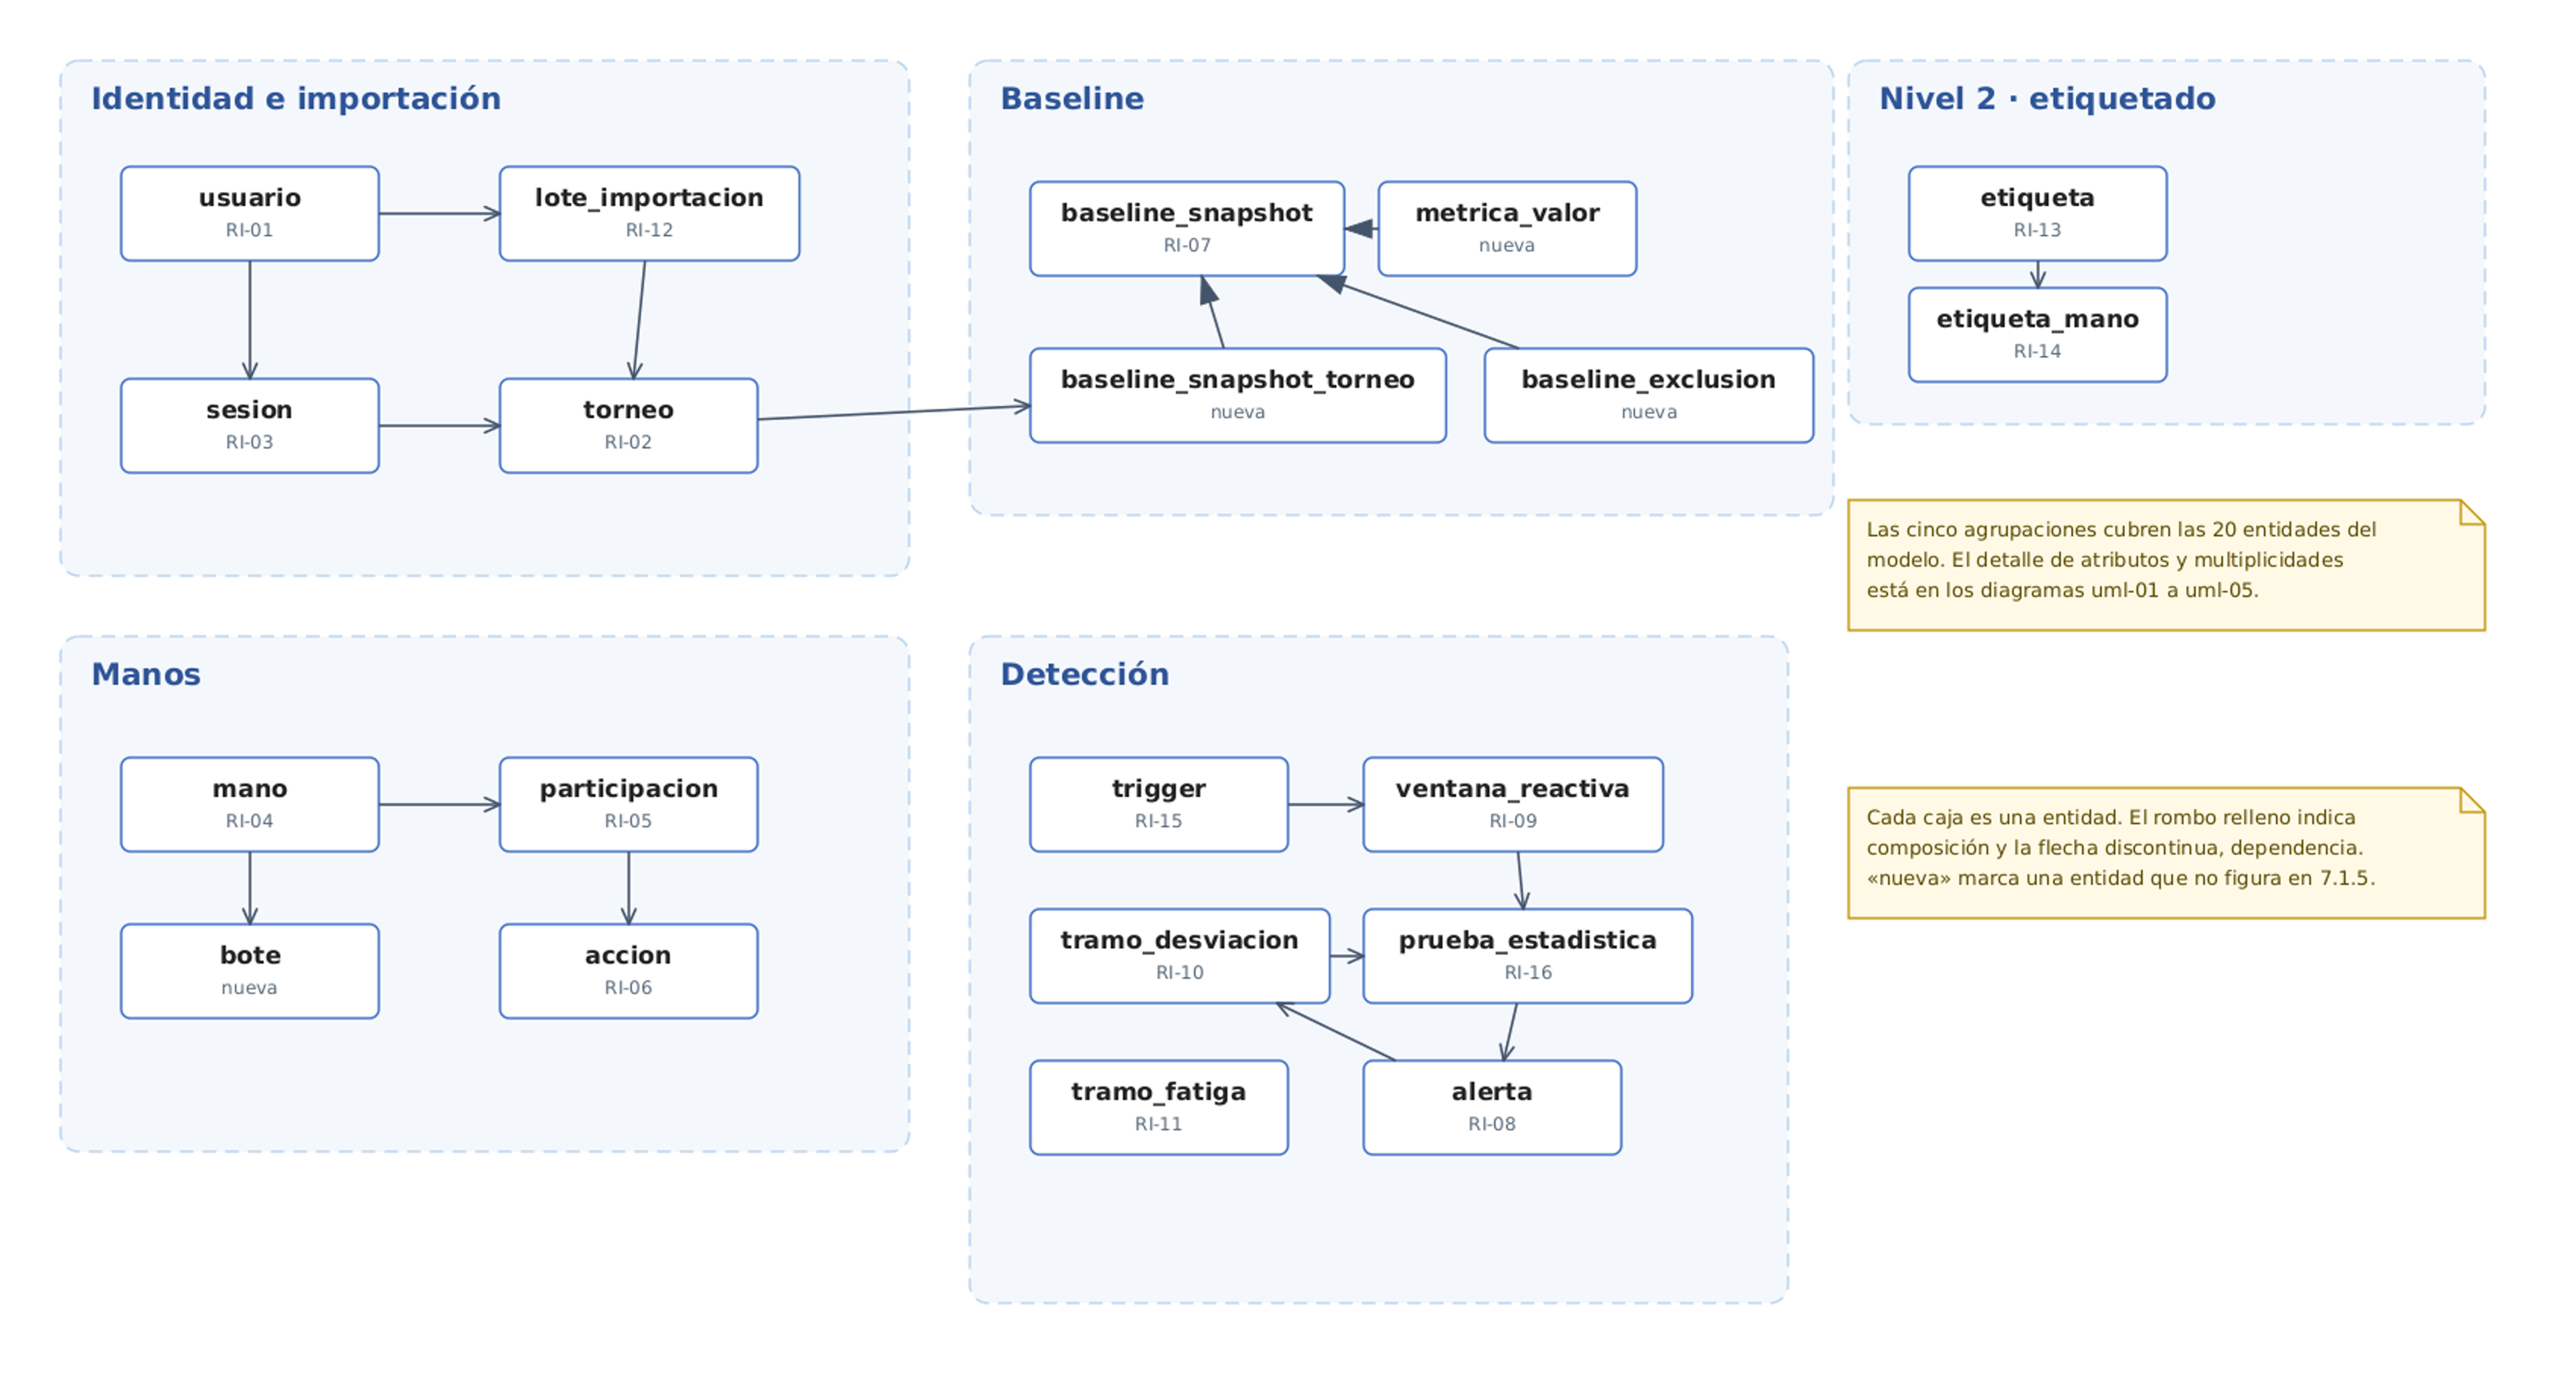 Identidad e importación
usuario
RI-01
lote_importacion
RI-12
sesion
RI-03
torneo
RI-02
Baseline
baseline_snapshot
RI-07
metrica_valor
nueva
baseline_snapshot_torneo
nueva
baseline_exclusion
nueva
Nivel 2 · etiquetado
etiqueta
RI-13
etiqueta_mano
RI-14
Las cinco agrupaciones cubren las 20 entidades del
modelo. El detalle de atributos y multiplicidades
está en los diagramas uml-01 a uml-05.
Manos
mano
RI-04
participacion
RI-05
bote
nueva
accion
RI-06
Detección
trigger
RI-15
ventana_reactiva
RI-09
tramo_desviacion
RI-10
prueba_estadistica
RI-16
tramo_fatiga
RI-11
alerta
RI-08
Cada caja es una entidad. El rombo relleno indica
composición y la flecha discontinua, dependencia.
«nueva» marca una entidad que no figura en 7.1.5.